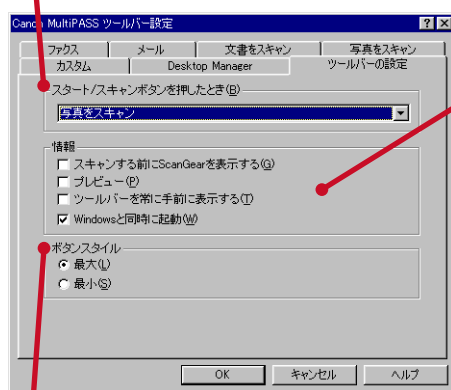 Canon MultiPASS ツールバー設定
ファクス メール 文書をスキャン 写真をスキャン
カスタム Desktop Manager ツールバーの設定
スタート/スキャンボタンを押したとき(B)
写真をスキャン
情報
スキャンする前にScanGearを表示する(G)
プレビュー(P)
ツールバーを常に手前に表示する(T)
Windowsと同時に起動(W)
ボタンスタイル
最大(L)
最小(S)
OK キャンセル ヘルプ